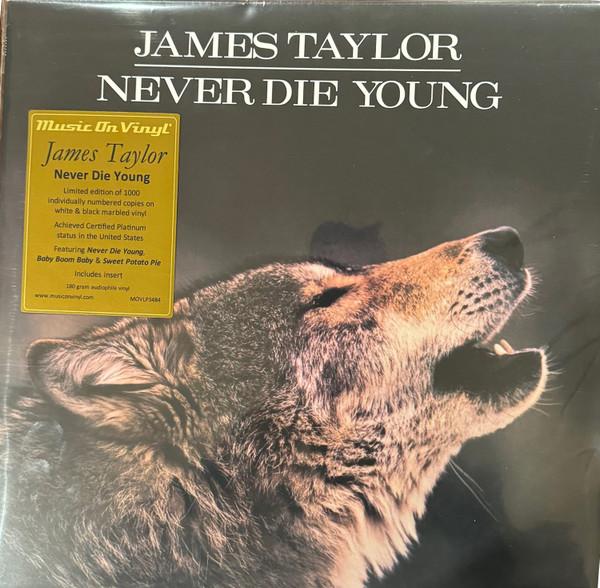 JAMES TAYLOR
NEVER DIE YOUNG
Music On Vinyl
James Taylor
Never Die Young
Limited edition of 1000
individually numbered copies on
white & black marbled vinyl
Achieved Certified Platinum
status in the United States
Featuring Never Die Young,
Baby Boom Baby & Sweet Potato Pie
Includes insert
180 gram audiophile vinyl
www.musiconvinyl.com MOVLP3484